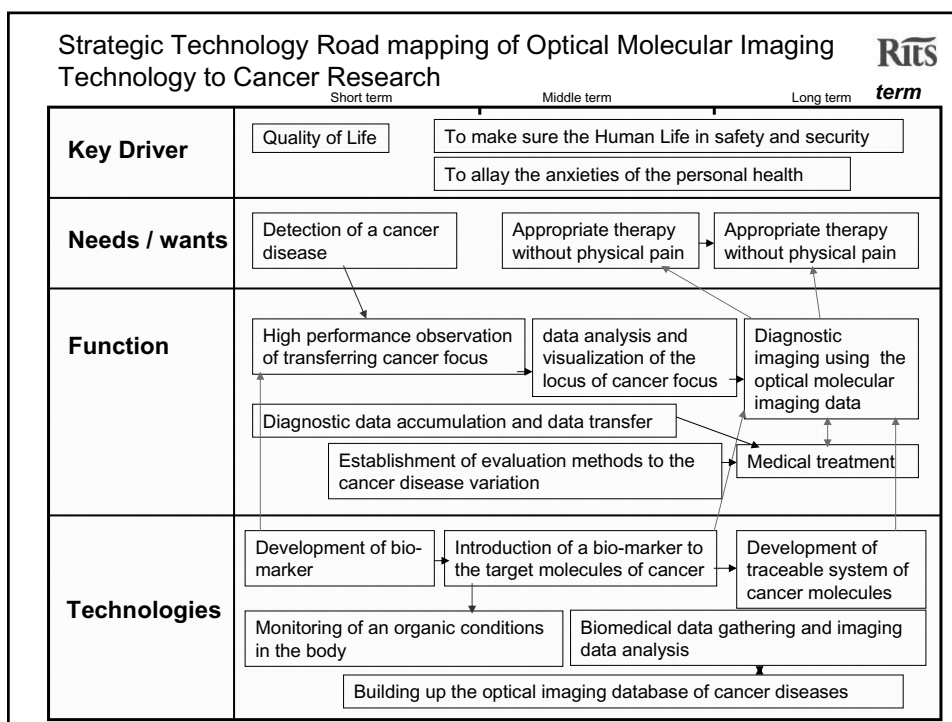 Strategic Technology Road mapping of Optical Molecular Imaging
Technology to Cancer Research
Rits
term
Short term
Middle term
Long term
Key Driver
Quality of Life
To make sure the Human Life in safety and security
To allay the anxieties of the personal health
Needs / wants
Detection of a cancer
disease
Appropriate therapy
without physical pain
Appropriate therapy
without physical pain
Function
High performance observation
of transferring cancer focus
data analysis and
visualization of the
locus of cancer focus
Diagnostic
imaging using the
optical molecular
imaging data
Diagnostic data accumulation and data transfer
Establishment of evaluation methods to the
cancer disease variation
Medical treatment
Technologies
Development of bio-
marker
Introduction of a bio-marker to
the target molecules of cancer
Development of
traceable system of
cancer molecules
Monitoring of an organic conditions
in the body
Biomedical data gathering and imaging
data analysis
Building up the optical imaging database of cancer diseases